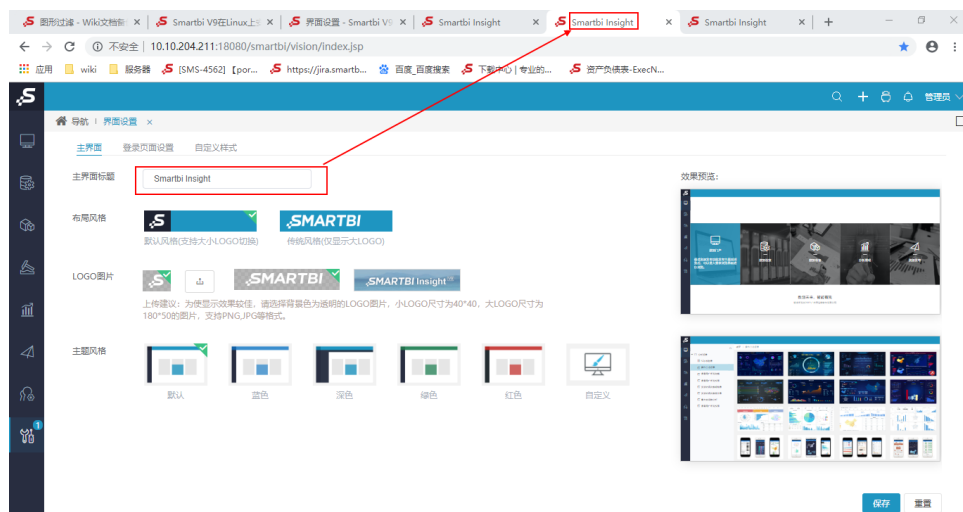 图形过滤 - Wiki文档密
Smartbi V9在Linux上
界面设置 - Smartbi V9
Smartbi Insight
Smartbi Insight
Smartbi Insight
不安全 | 10.10.204.211:18080/smartbi/vision/index.jsp
应用 wiki 服务器 [SMS-4562]【por... https://jira.smartb... 百度_百度搜索 下载中心 | 专业的... 资产负债表-ExecN...
管理员
导航 界面设置 ×
主界面 登录页面设置 自定义样式
主界面标题 Smartbi Insight 效果预览:
布局风格 SMARTBI
默认风格(支持大小LOGO切换) 传统风格(仅显示大LOGO)
LOGO图片 SMARTBI SMARTBI Insight
上传建议：为使显示效果较佳，请选择背景色为透明的LOGO图片，小LOGO尺寸为40*40，大LOGO尺寸为
180*50的图片，支持PNG,JPG等格式。
主题风格
默认 蓝色 深色 绿色 红色 自定义
1
保存 重置